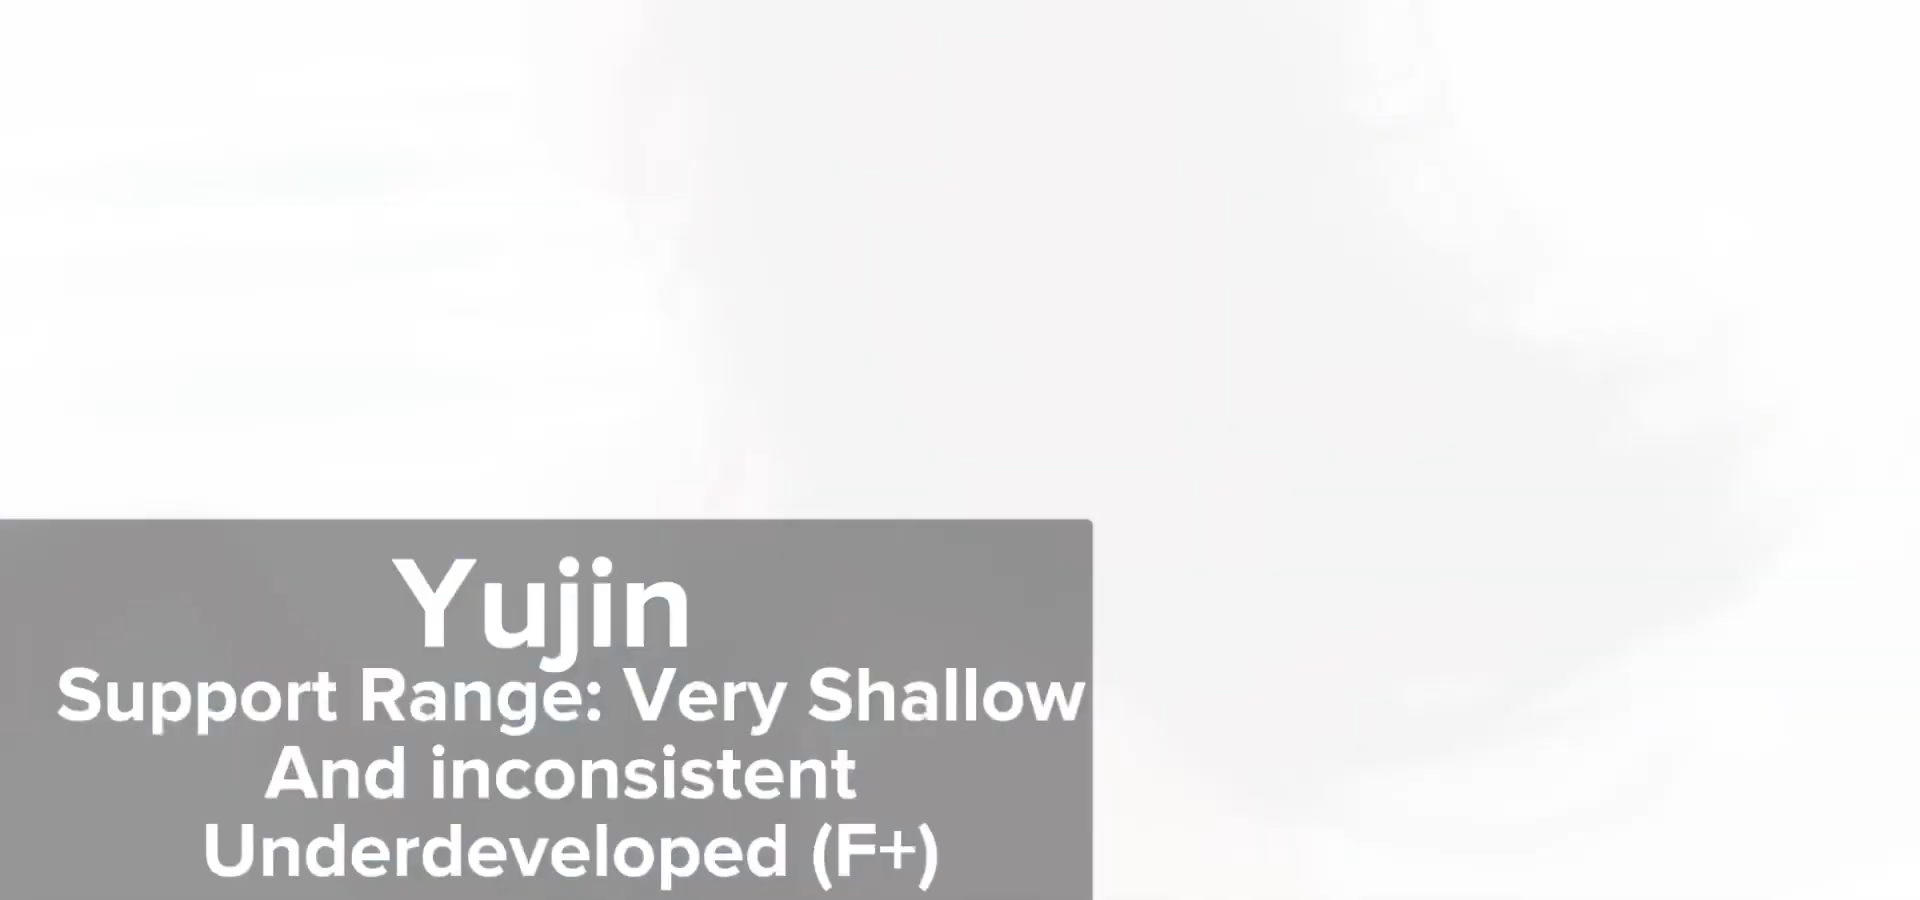 Yujin
Support Range: Very Shallow
And inconsistent
Underdeveloped (F+)